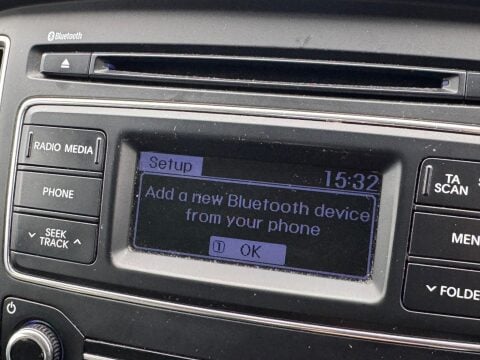 Bluetooth
RADIO MEDIA
PHONE
SEEK
TRACK
Setup
15:32
Add a new Bluetooth device
from your phone
1 OK
TA
SCAN
MEN
FOLDE